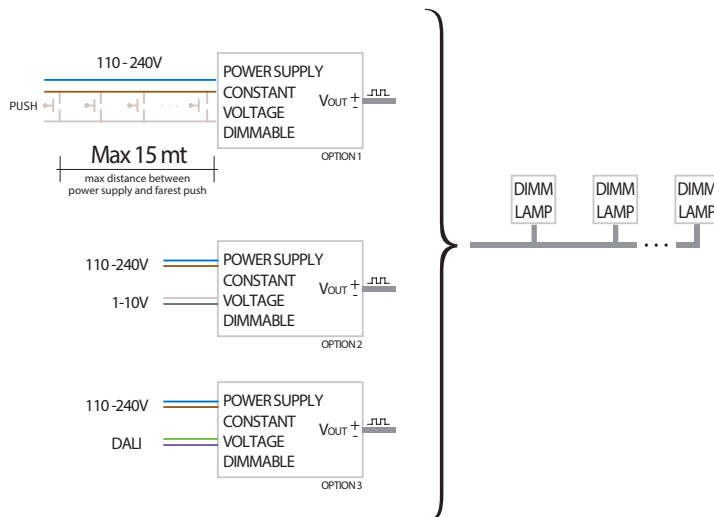 110 - 240V
PUSH
POWER SUPPLY
CONSTANT
VOLTAGE
DIMMABLE
VOUT +
-
OPTION 1
Max 15 mt
max distance between
power supply and farest push
110 -240V
1-10V
POWER SUPPLY
CONSTANT
VOLTAGE
DIMMABLE
VOUT +
-
OPTION 2
110 -240V
DALI
POWER SUPPLY
CONSTANT
VOLTAGE
DIMMABLE
VOUT +
-
OPTION 3
DIMM
LAMP
DIMM
LAMP
DIMM
LAMP